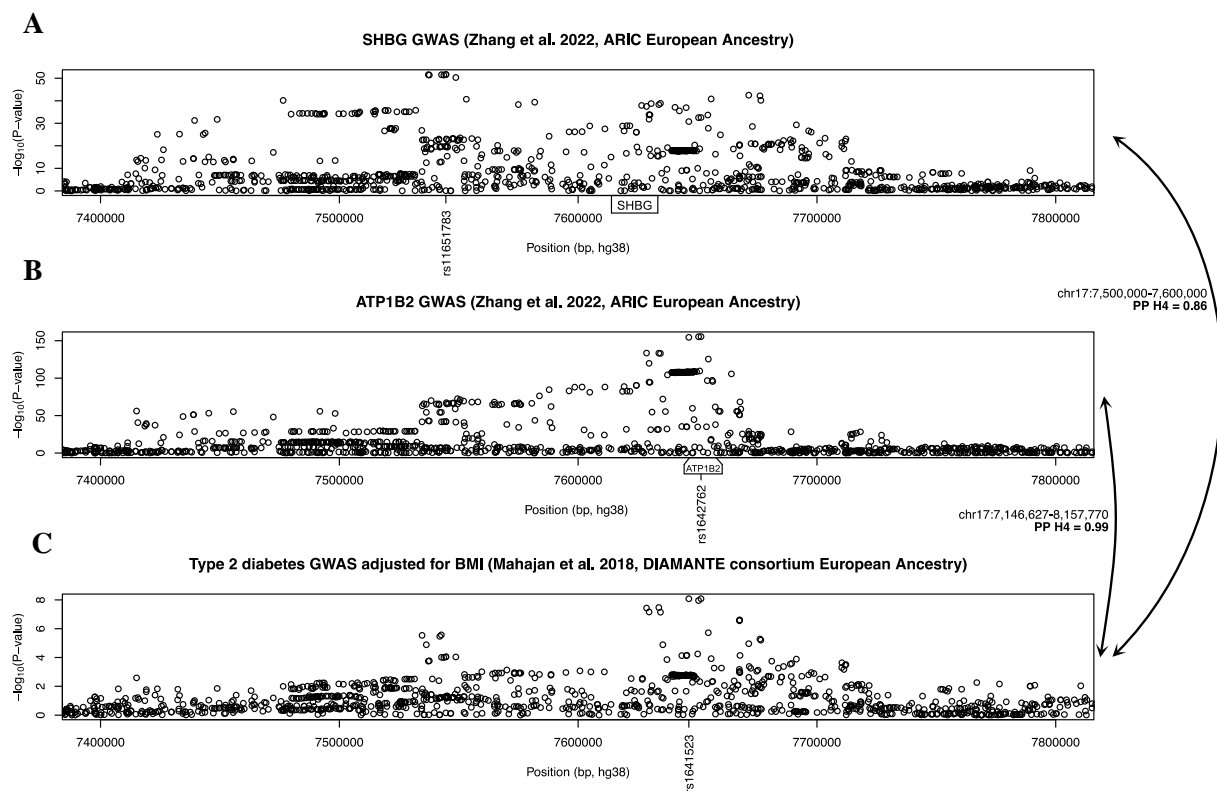 A
SHBG GWAS (Zhang et al. 2022, ARIC European Ancestry)
−log10(P−value)
50
30
10
0
7400000 7500000 7600000 7700000 7800000
SHBG
rs11651783
Position (bp, hg38)
B
ATP1B2 GWAS (Zhang et al. 2022, ARIC European Ancestry)
−log10(P−value)
150
100
50
0
7400000 7500000 7600000 7700000 7800000
ATP1B2
rs1642762
Position (bp, hg38)
chr17:7,500,000−7,600,000
PP H4 = 0.86
chr17:7,146,627−8,157,770
PP H4 = 0.99
C
Type 2 diabetes GWAS adjusted for BMI (Mahajan et al. 2018, DIAMANTE consortium European Ancestry)
−log10(P−value)
8
6
4
2
0
7400000 7500000 7600000 7700000 7800000
rs1641523
Position (bp, hg38)